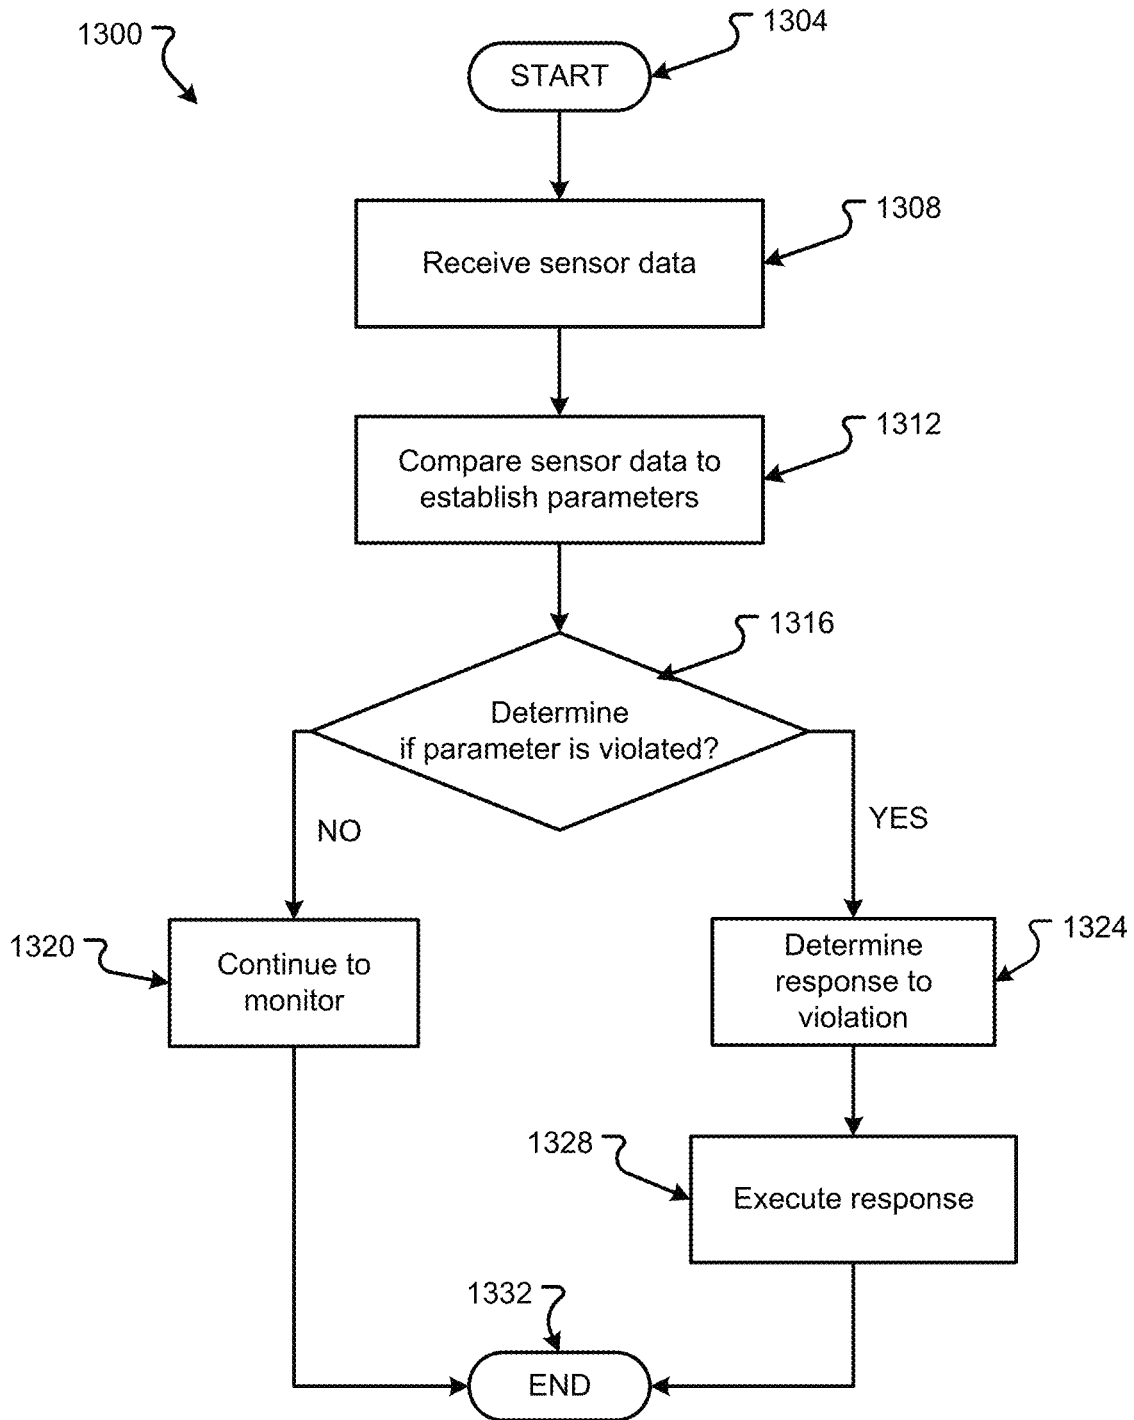 1300
1304
START
1308
Receive sensor data
1312
Compare sensor data to
establish parameters
1316
Determine
if parameter is violated?
NO
YES
1320
Continue to
monitor
1324
Determine
response to
violation
1328
Execute response
1332
END